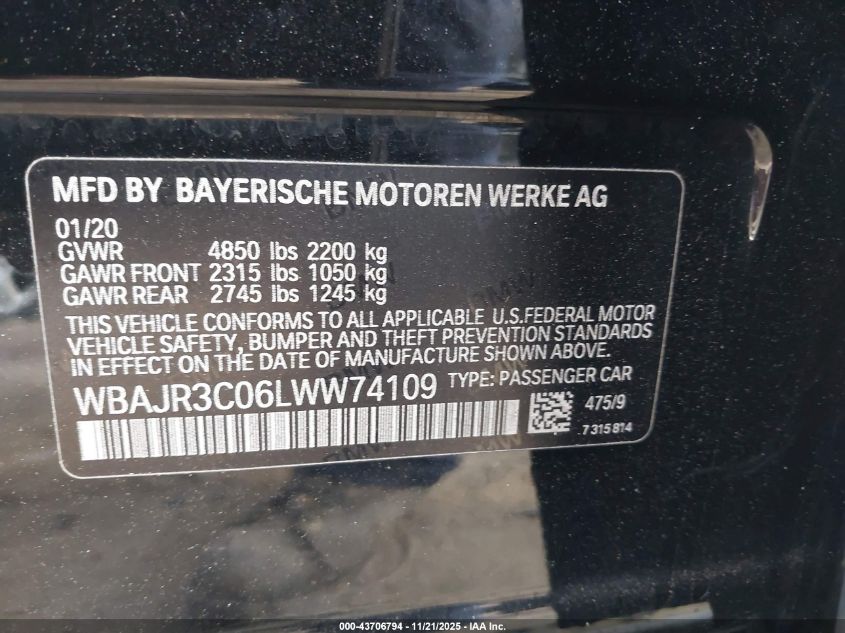 MFD BY BAYERISCHE MOTOREN WERKE AG
01/20
GVWR 4850 lbs 2200 kg
GAWR FRONT 2315 lbs 1050 kg
GAWR REAR 2745 lbs 1245 kg
THIS VEHICLE CONFORMS TO ALL APPLICABLE U.S.FEDERAL MOTOR
VEHICLE SAFETY, BUMPER AND THEFT PREVENTION STANDARDS
IN EFFECT ON THE DATE OF MANUFACTURE SHOWN ABOVE.
WBAJR3C06LWW74109 TYPE: PASSENGER CAR
475/9
7315814
000-43706794 - 11/21/2025 - IAA Inc.